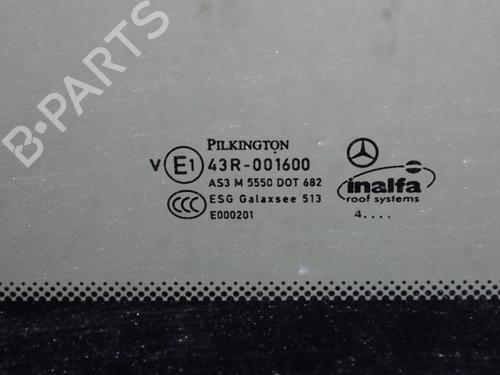 B-PARTS
PILKINGTON
V E1 43R-001600
AS3 M 5550 DOT 682
CCC ESG Galaxsee 513
E000201
inalfa
roof systems
4....